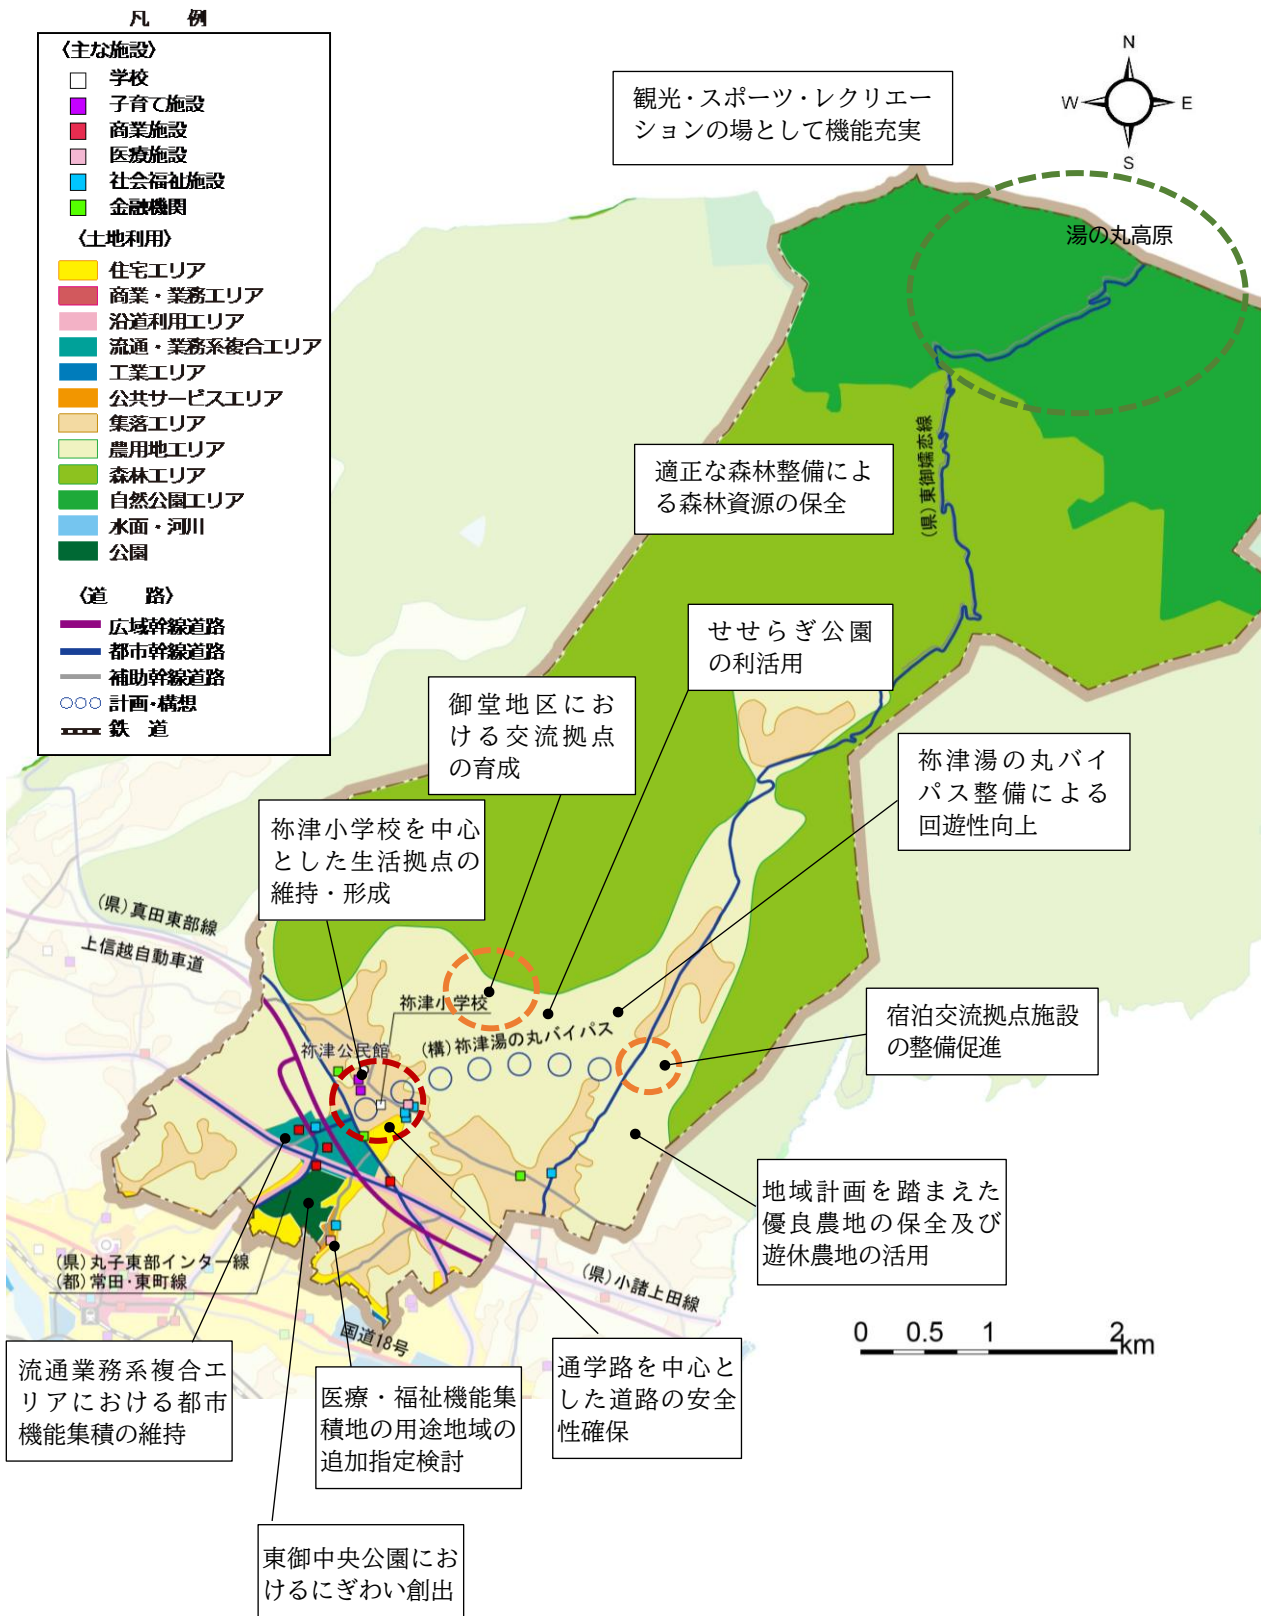 凡 例
〈主な施設〉
学校
子育て施設
商業施設
医療施設
社会福祉施設
金融機関
〈土地利用〉
住宅エリア
商業・業務エリア
沿道利用エリア
流通・業務系複合エリア
工業エリア
公共サービスエリア
集落エリア
農用地エリア
森林エリア
自然公園エリア
水面・河川
公園
〈道 路〉
広域幹線道路
都市幹線道路
補助幹線道路
計画・構想
鉄 道
観光・スポーツ・レクリエー
ションの場として機能充実
N
W
E
S
湯の丸高原
(県)東御嬬恋線
適正な森林整備によ
る森林資源の保全
せせらぎ公園
の利活用
御堂地区にお
ける交流拠点
の育成
祢津湯の丸バイ
パス整備による
回遊性向上
祢津小学校を中心
とした生活拠点の
維持・形成
(県)真田東部線
上信越自動車道
祢津小学校
祢津公民館
(構)祢津湯の丸バイパス
宿泊交流拠点施設
の整備促進
地域計画を踏まえた
優良農地の保全及び
遊休農地の活用
(県)丸子東部インター線
(都)常田・東町線
(県)小諸上田線
国道18号
0 0.5 1 2km
流通業務系複合エ
リアにおける都市
機能集積の維持
医療・福祉機能集
積地の用途地域の
追加指定検討
通学路を中心と
した道路の安全
性確保
東御中央公園にお
けるにぎわい創出